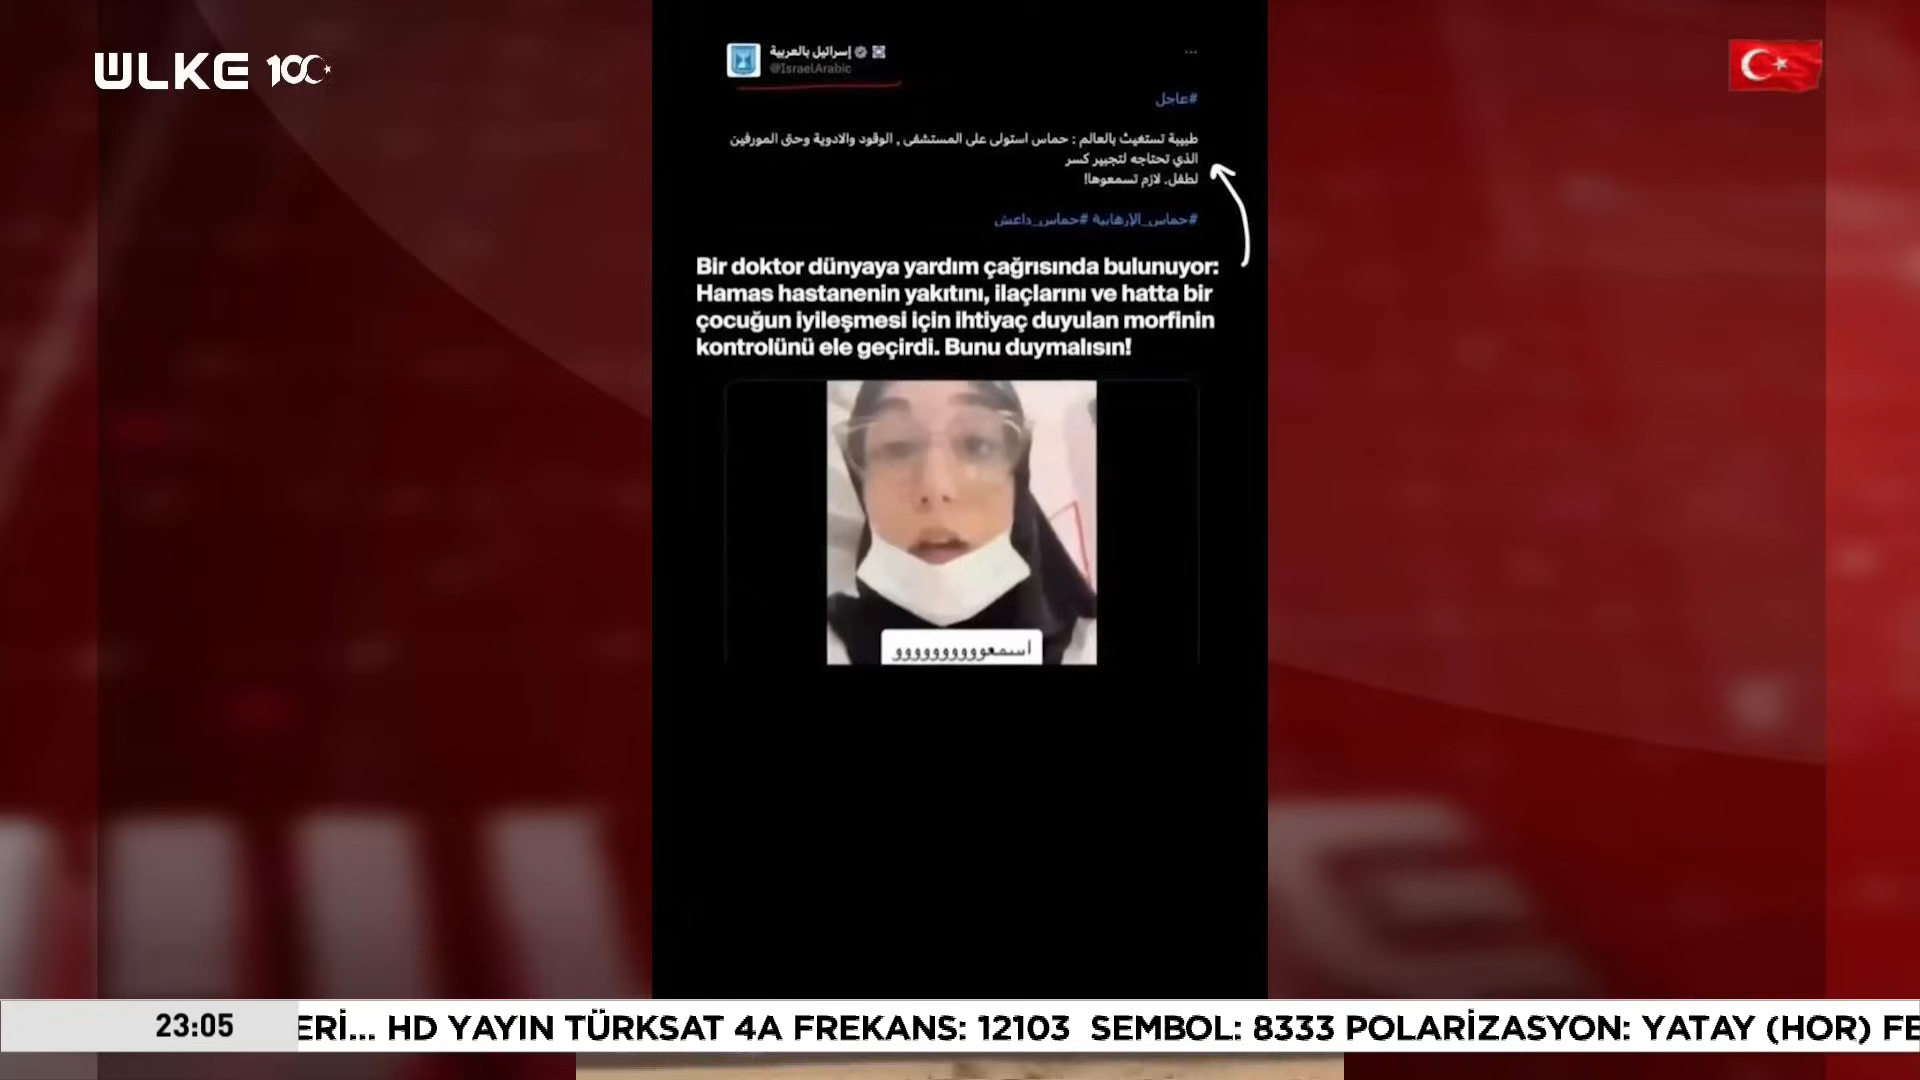 ÜLKE 100
إسرائيل بالعربية
@IsraelArabic
#عاجل
طبيبة تستغيث بالعالم : حماس استولى على المستشفى , الوقود والادوية وحتى المورفين
الذي تحتاجه لتجبير كسر
لطفل. لازم تسمعوها!
#حماس_الإرهابية #حماس_داعش
Bir doktor dünyaya yardım çağrısında bulunuyor:
Hamas hastanenin yakıtını, ilaçlarını ve hatta bir
çocuğun iyileşmesi için ihtiyaç duyulan morfinin
kontrolünü ele geçirdi. Bunu duymalısın!
اسمعوووووووووو
23:05
ERİ... HD YAYIN TÜRKSAT 4A FREKANS: 12103 SEMBOL: 8333 POLARİZASYON: YATAY (HOR) FE